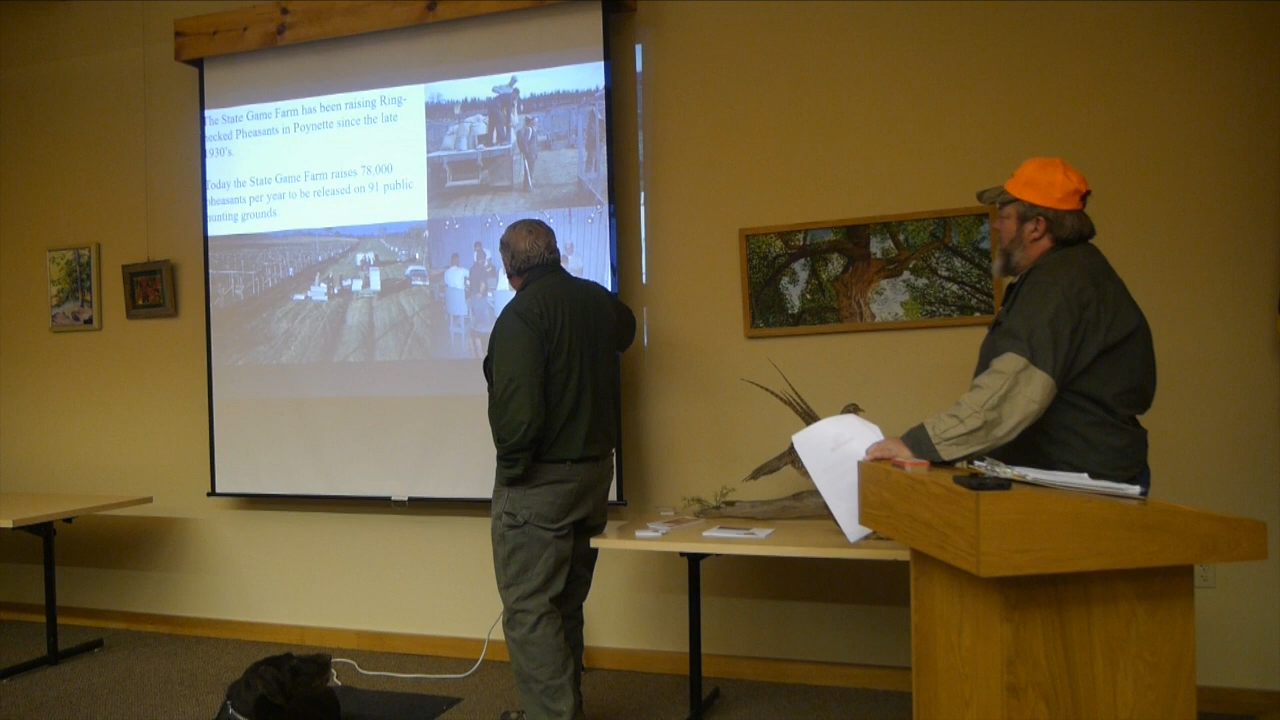 The State Game Farm has been raising Ring-
necked Pheasants in Poynette since the late
1930's.
Today the State Game Farm raises 78,000
pheasants per year to be released on 91 public
hunting grounds